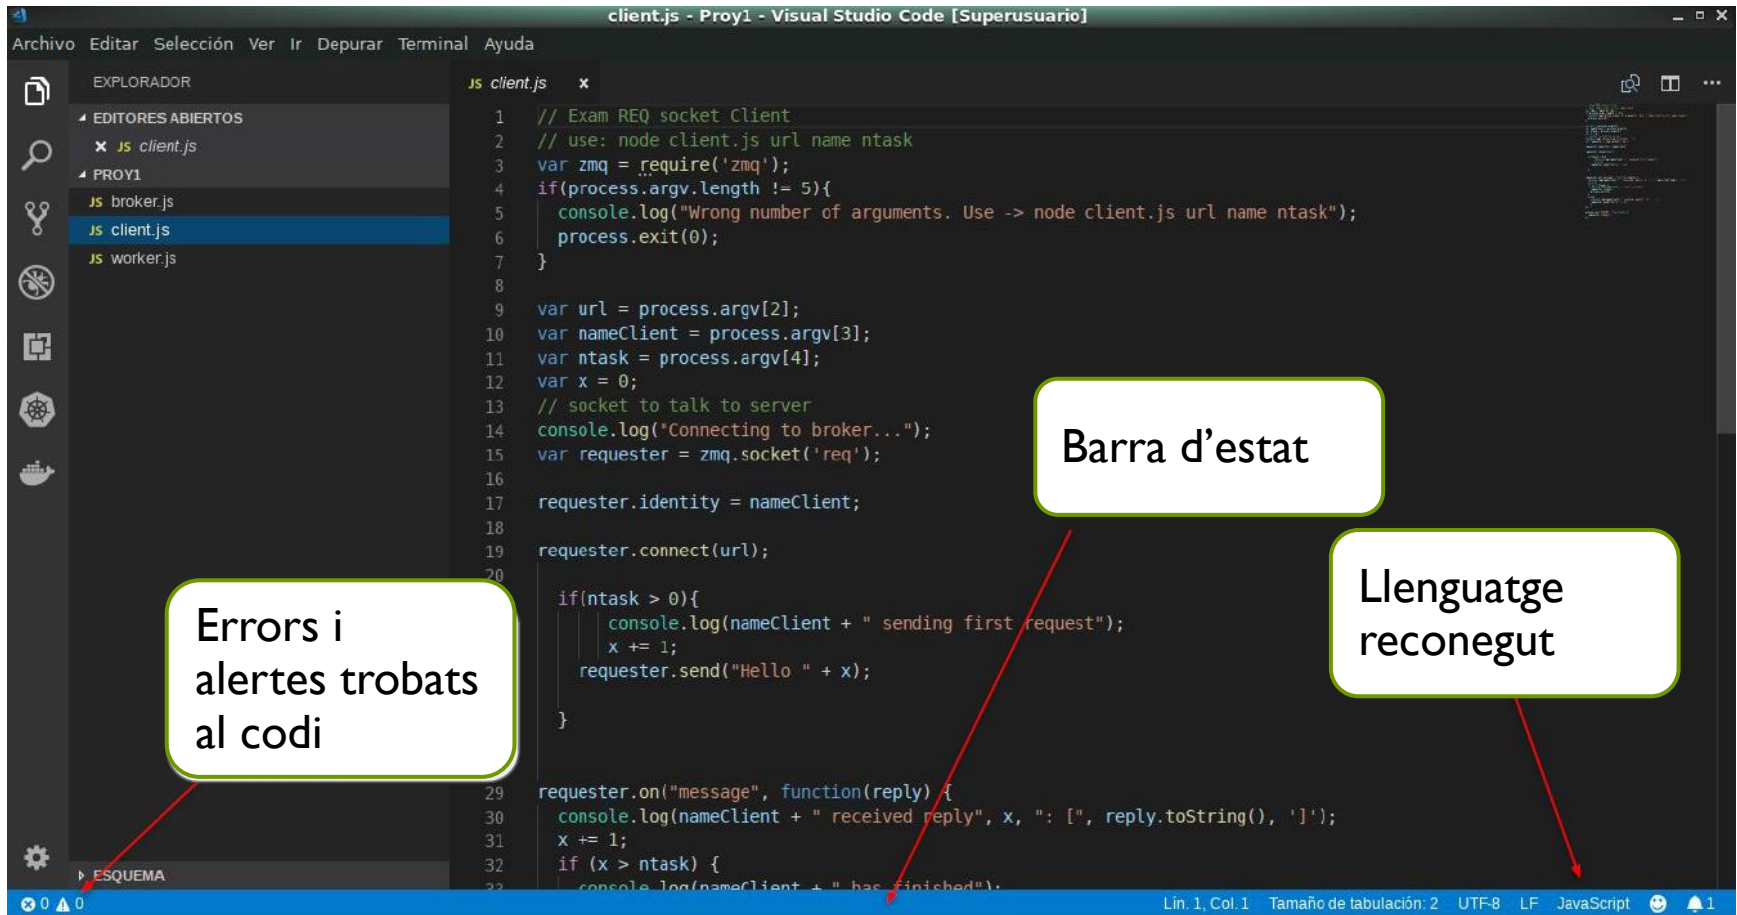 client.js - Proy1 - Visual Studio Code [Superusuario]
Archivo Editar Selección Ver Ir Depurar Terminal Ayuda
EXPLORADOR
EDITORES ABIERTOS
JS client.js
PROY1
JS broker.js
JS client.js
JS worker.js
ESQUEMA
JS client.js x
1 // Exam REQ socket Client
2 // use: node client.js url name ntask
3 var zmq = require('zmq');
4 if(process.argv.length != 5){
5 console.log("Wrong number of arguments. Use -> node client.js url name ntask");
6 process.exit(0);
7 }
8
9 var url = process.argv[2];
10 var nameClient = process.argv[3];
11 var ntask = process.argv[4];
12 var x = 0;
13 // socket to talk to server
14 console.log("Connecting to broker...");
15 var requester = zmq.socket('req');
16
17 requester.identity = nameClient;
18
19 requester.connect(url);
20
if(ntask > 0){
console.log(nameClient + " sending first request");
x += 1;
requester.send("Hello " + x);
}
29 requester.on("message", function(reply) {
30 console.log(nameClient + " received reply", x, ": [", reply.toString(), ']');
31 x += 1;
32 if (x > ntask) {
33 console.log(nameClient + " has finished");
Barra d'estat
Llenguatge
reconegut
Errors i
alertes trobats
al codi
0 0
Lín. 1, Col. 1 Tamaño de tabulación: 2 UTF-8 LF JavaScript 1